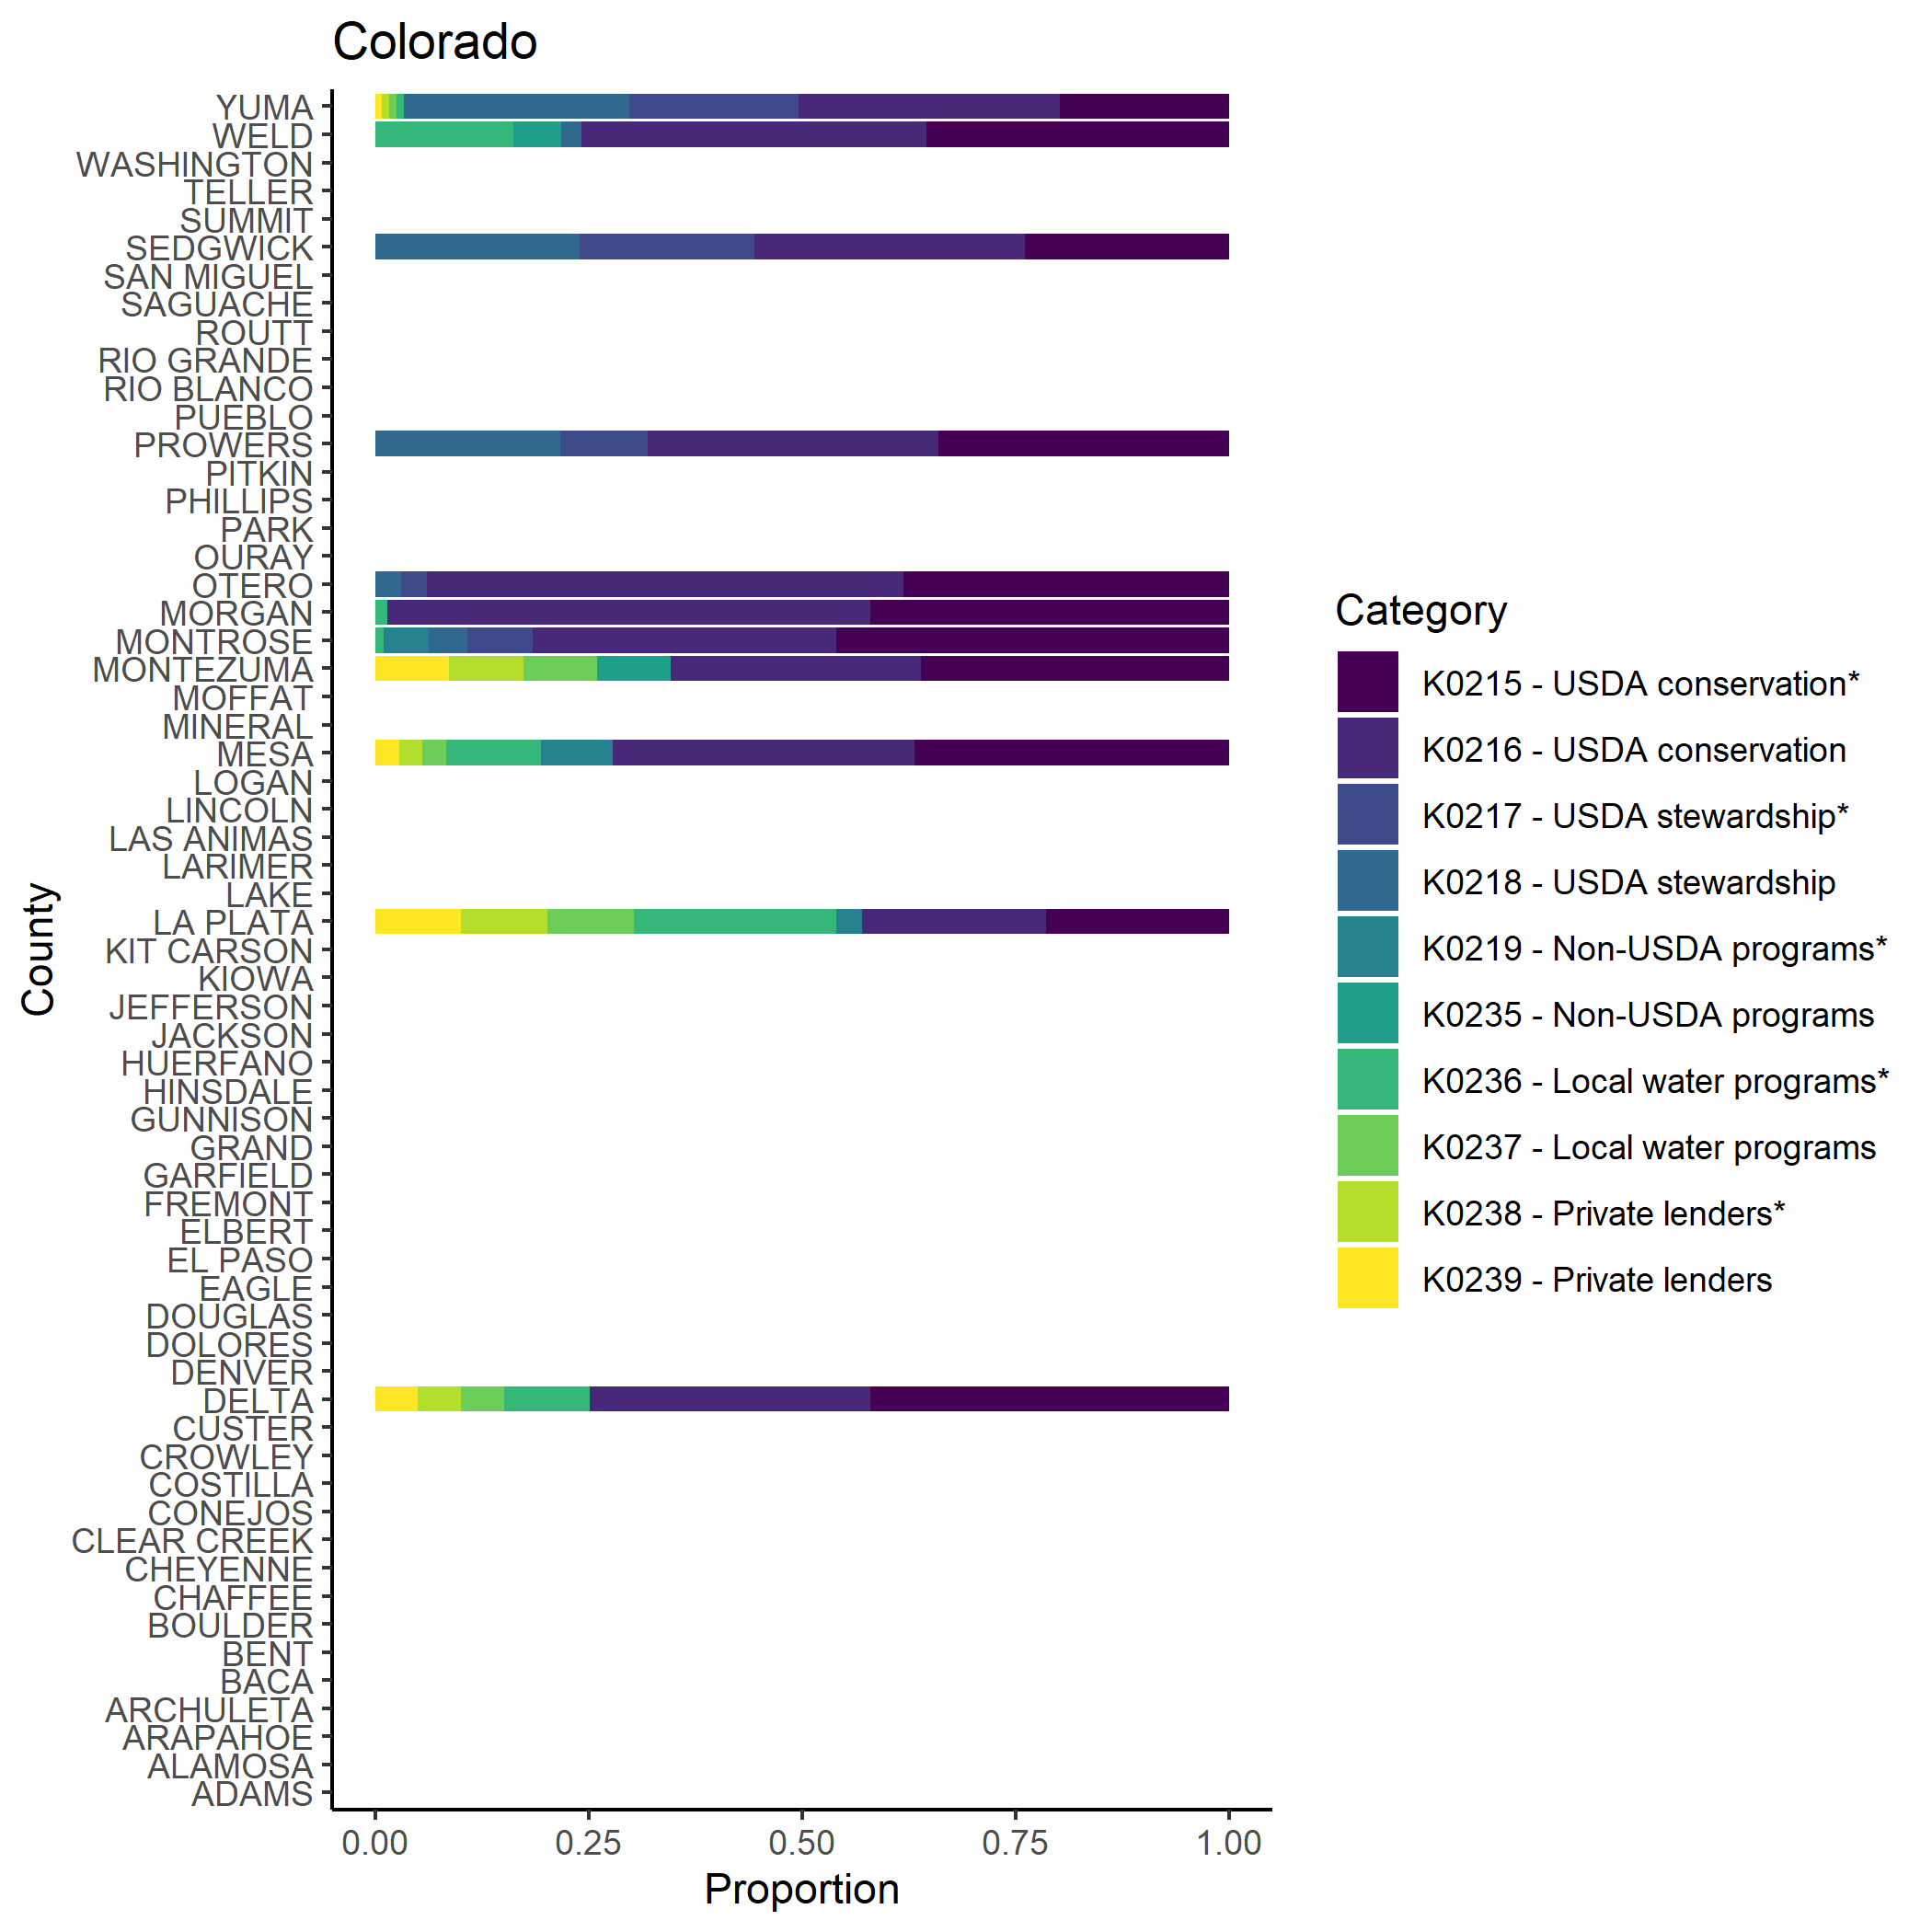 Colorado
YUMA
WELD
WASHINGTON
TELLER
SUMMIT
SEDGWICK
SAN MIGUEL
SAGUACHE
ROUTT
RIO GRANDE
RIO BLANCO
PUEBLO
PROWERS
PITKIN
PHILLIPS
PARK
OURAY
OTERO
MORGAN
MONTROSE
MONTEZUMA
MOFFAT
MINERAL
MESA
LOGAN
LINCOLN
LAS ANIMAS
LARIMER
LAKE
LA PLATA
KIT CARSON
KIOWA
JEFFERSON
JACKSON
HUERFANO
HINSDALE
GUNNISON
GRAND
GARFIELD
FREMONT
ELBERT
EL PASO
EAGLE
DOUGLAS
DOLORES
DENVER
DELTA
CUSTER
CROWLEY
COSTILLA
CONEJOS
CLEAR CREEK
CHEYENNE
CHAFFEE
BOULDER
BENT
BACA
ARCHULETA
ARAPAHOE
ALAMOSA
ADAMS
County
0.00 0.25 0.50 0.75 1.00
Proportion
Category
K0215 - USDA conservation*
K0216 - USDA conservation
K0217 - USDA stewardship*
K0218 - USDA stewardship
K0219 - Non-USDA programs*
K0235 - Non-USDA programs
K0236 - Local water programs*
K0237 - Local water programs
K0238 - Private lenders*
K0239 - Private lenders